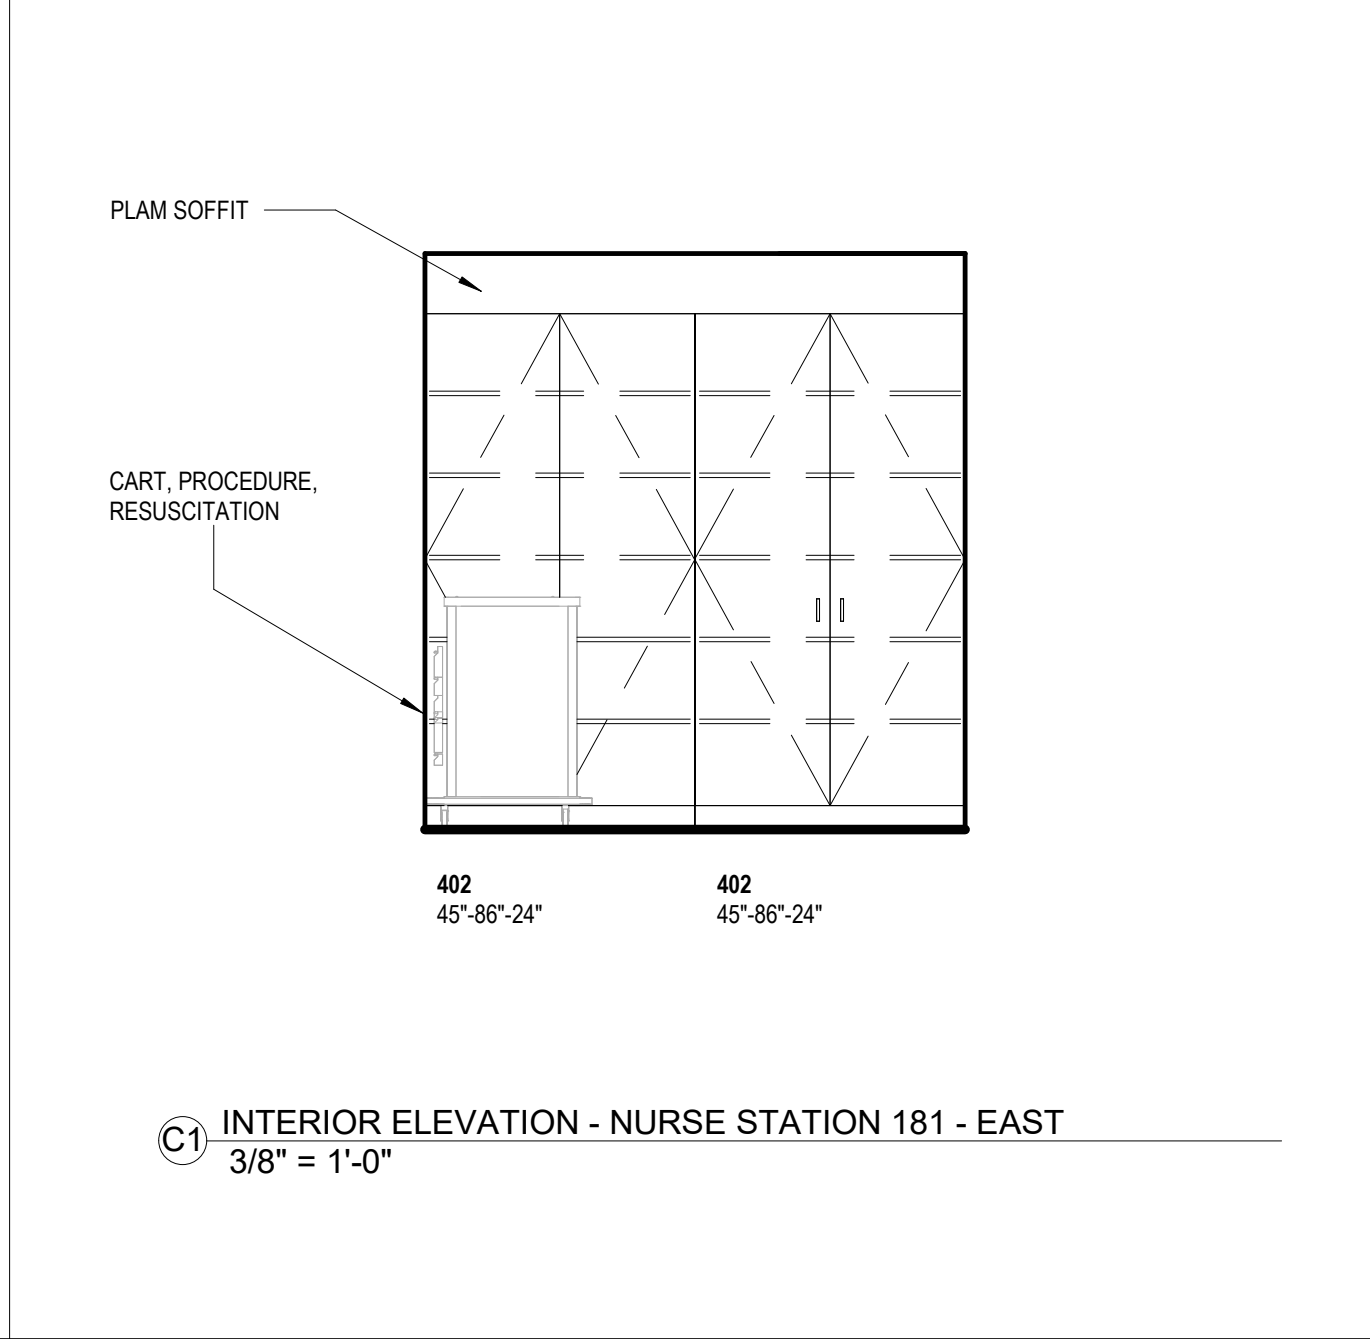 PLAM SOFFIT
CART, PROCEDURE,
RESUSCITATION
402
45"-86"-24"
402
45"-86"-24"
C1
INTERIOR ELEVATION - NURSE STATION 181 - EAST
3/8" = 1'-0"